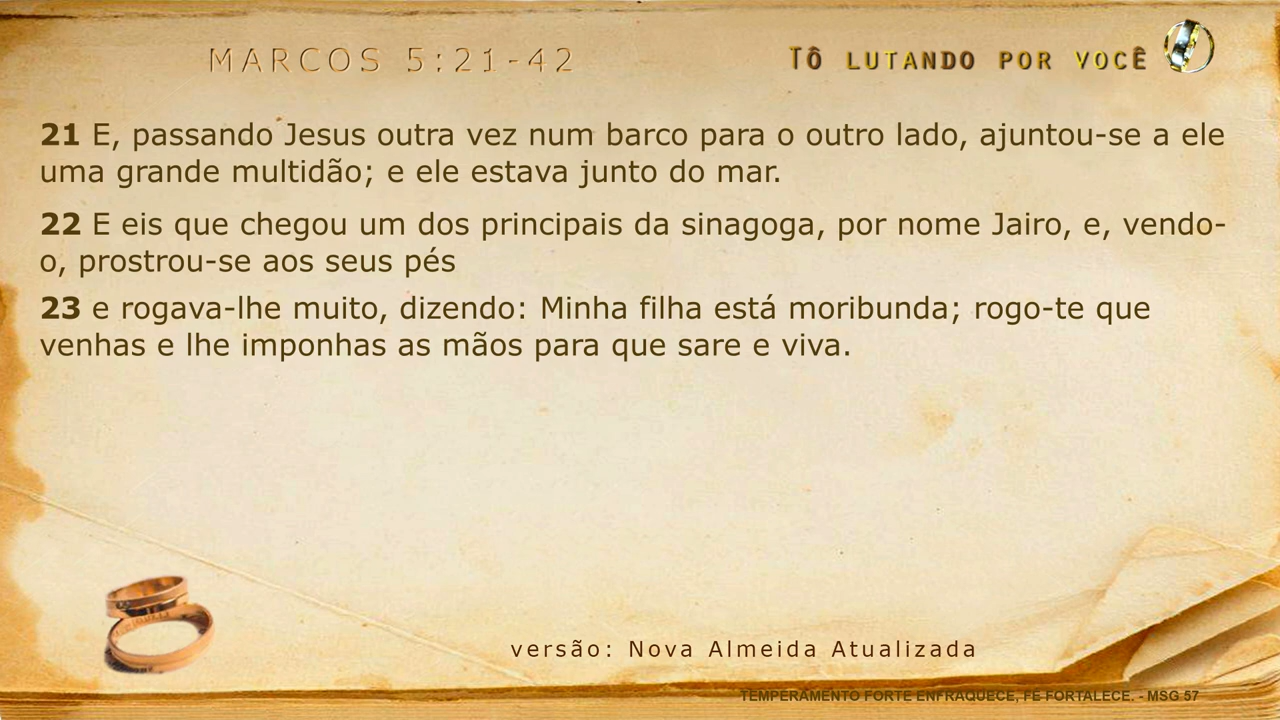 MARCOS 5:21-42
TÔ LUTANDO POR VOCÊ
21 E, passando Jesus outra vez num barco para o outro lado, ajuntou-se a ele
uma grande multidão; e ele estava junto do mar.
22 E eis que chegou um dos principais da sinagoga, por nome Jairo, e, vendo-
o, prostrou-se aos seus pés
23 e rogava-lhe muito, dizendo: Minha filha está moribunda; rogo-te que
venhas e lhe imponhas as mãos para que sare e viva.
versão: Nova Almeida Atualizada
TEMPERAMENTO FORTE ENFRAQUECE, FÉ FORTALECE. - MSG 57